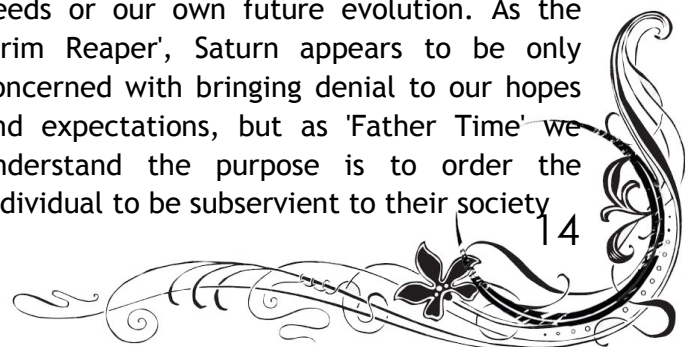 eeds or our own future evolution. As the
rim Reaper', Saturn appears to be only
oncerned with bringing denial to our hopes
nd expectations, but as 'Father Time' we
nderstand the purpose is to order the
dividual to be subservient to their society
14